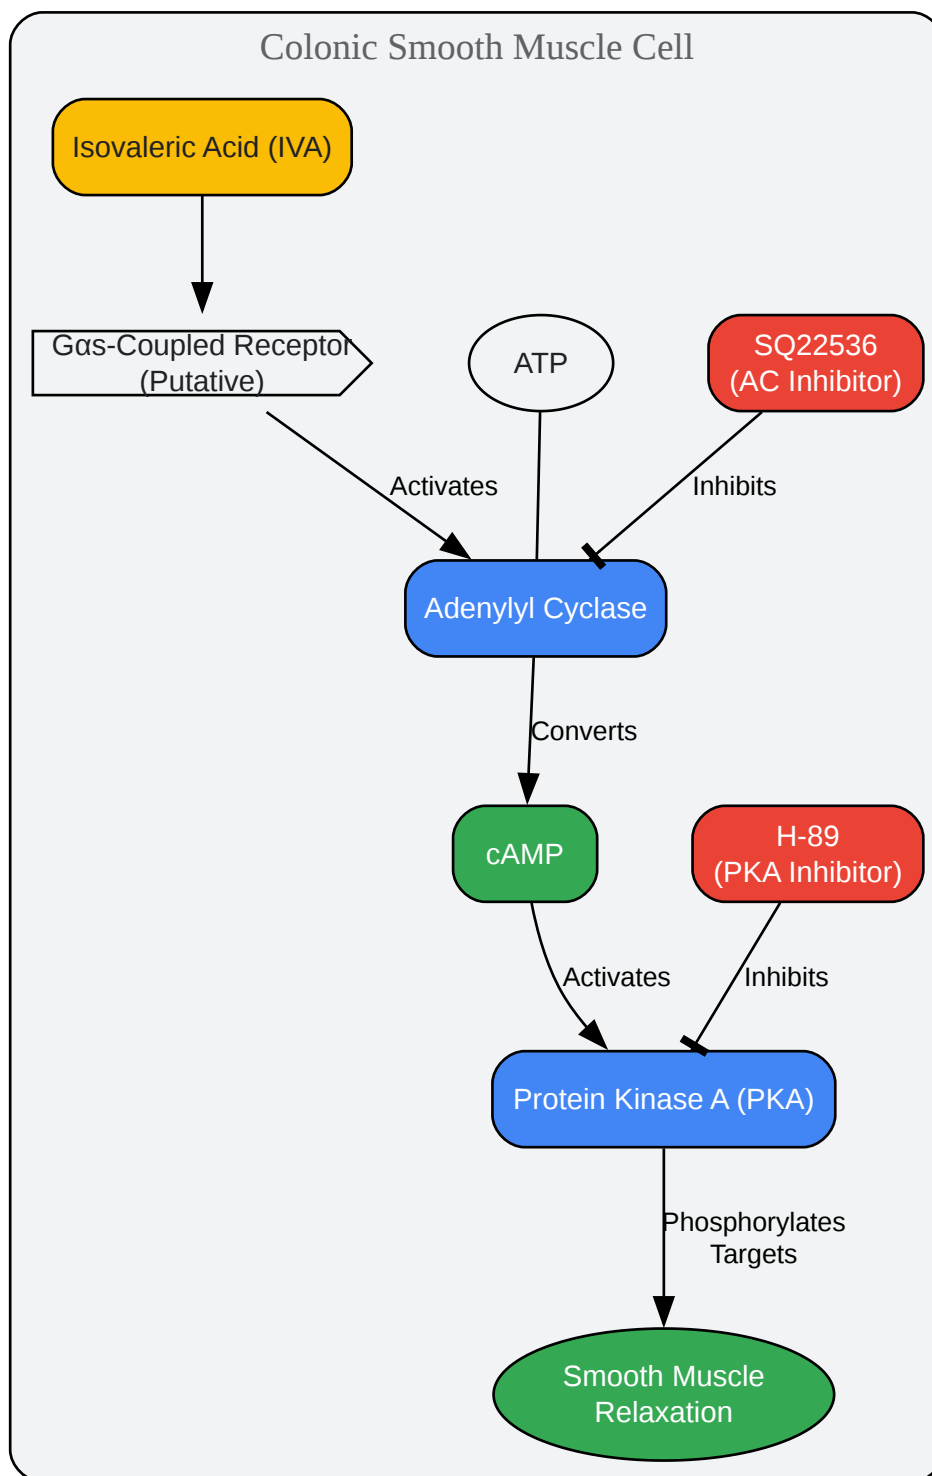 Colonic Smooth Muscle Cell
Isovaleric Acid (IVA)
Gαs-Coupled Receptor
(Putative)
ATP
SQ22536
(AC Inhibitor)
Activates
Inhibits
Adenylyl Cyclase
Converts
cAMP
H-89
(PKA Inhibitor)
Activates
Inhibits
Protein Kinase A (PKA)
Phosphorylates
Targets
Smooth Muscle
Relaxation